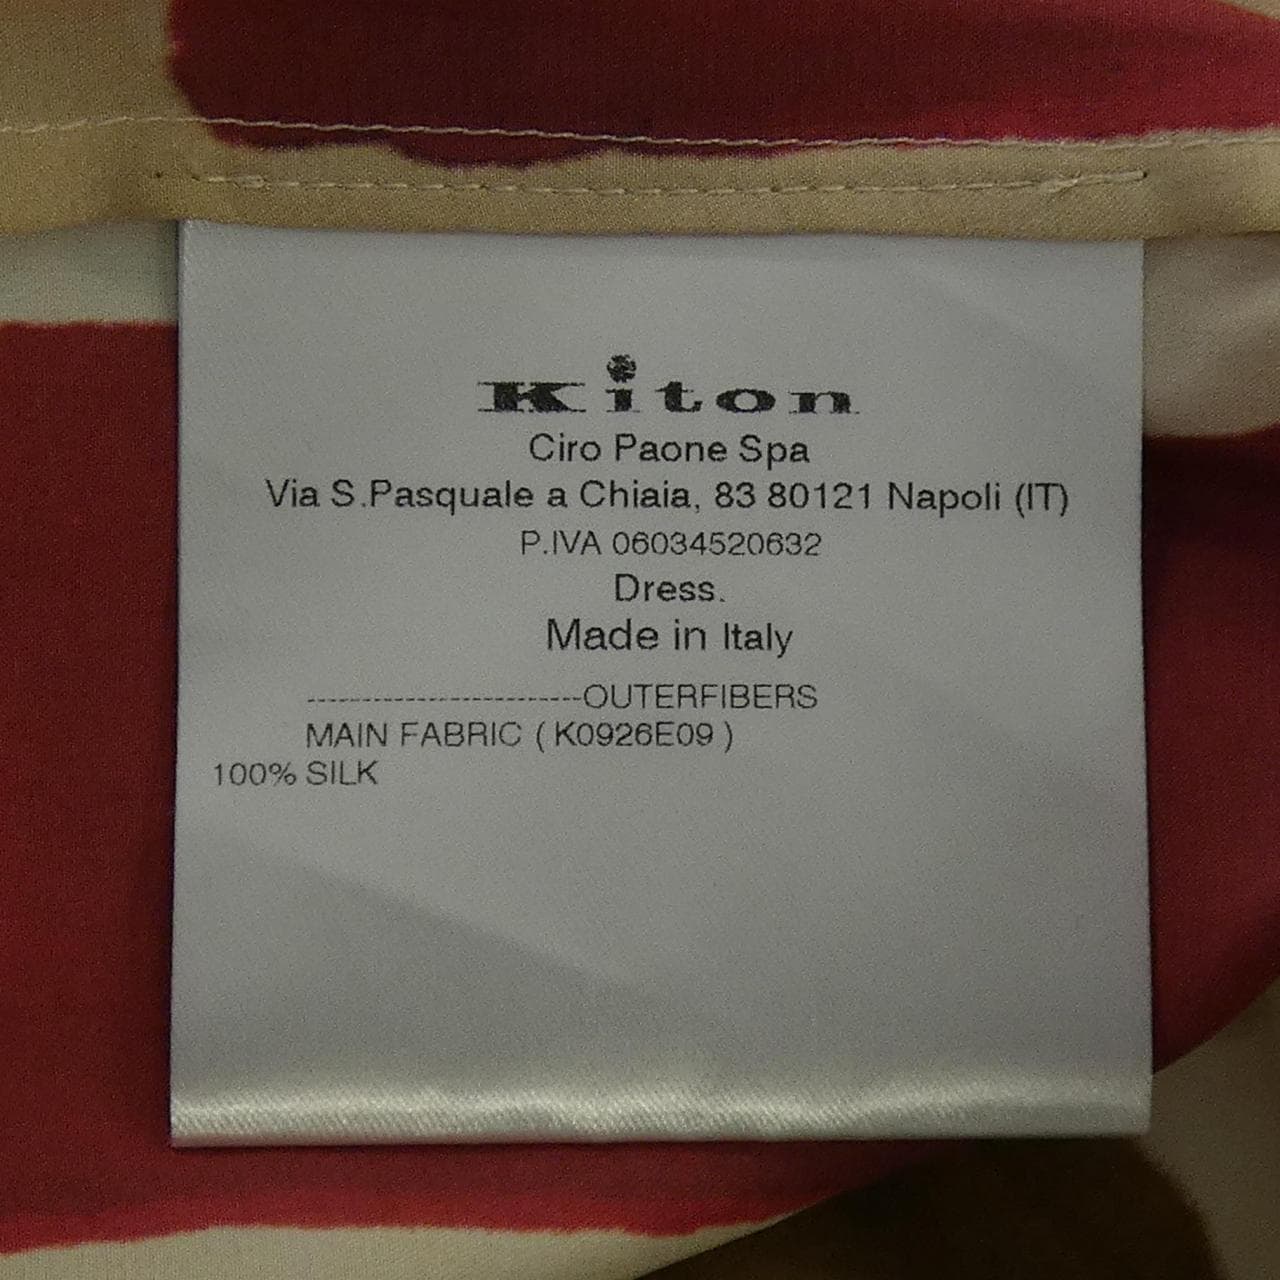 Kiton
Ciro Paone Spa
Via S.Pasquale a Chiaia, 83 80121 Napoli (IT)
P.IVA 06034520632
Dress.
Made in Italy
------------------------OUTERFIBERS
MAIN FABRIC ( K0926E09 )
100% SILK